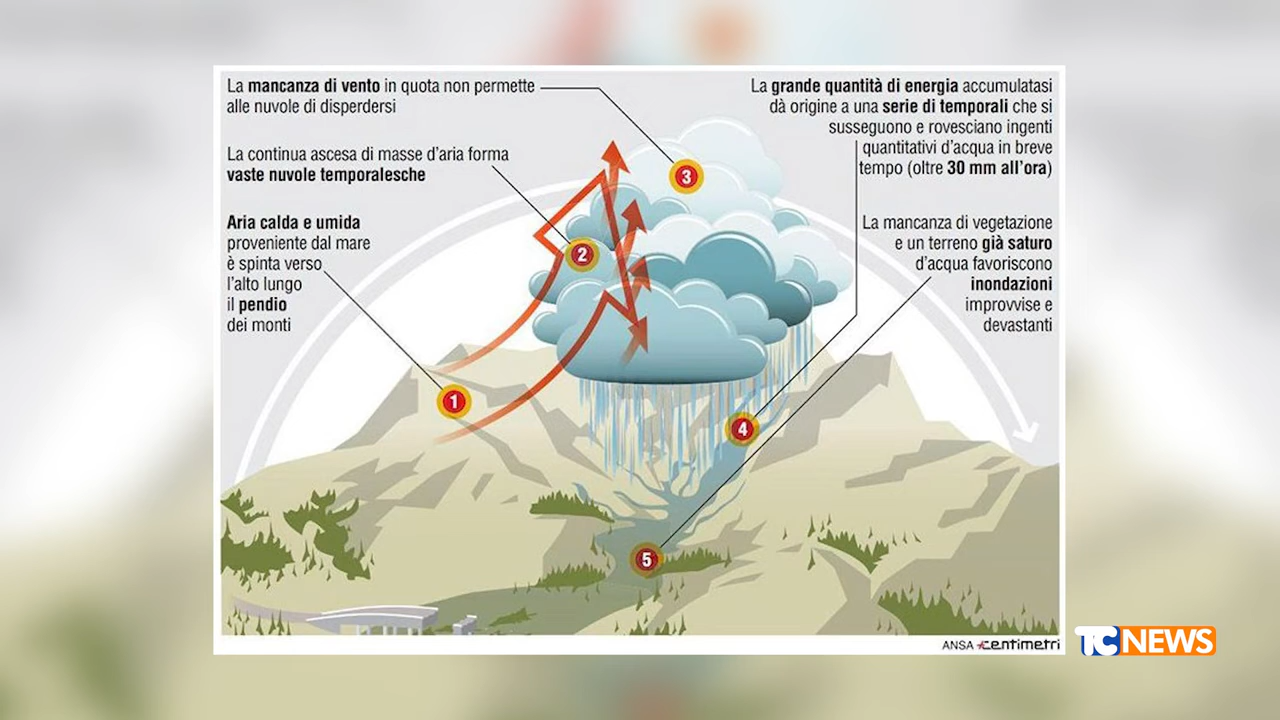 La mancanza di vento in quota non permette
alle nuvole di disperdersi
La continua ascesa di masse d'aria forma
vaste nuvole temporalesche
Aria calda e umida
proveniente dal mare
è spinta verso
l'alto lungo
il pendio
dei monti
La grande quantità di energia accumulatasi
dà origine a una serie di temporali che si
susseguono e rovesciano ingenti
quantitativi d'acqua in breve
tempo (oltre 30 mm all'ora)
La mancanza di vegetazione
e un terreno già saturo
d'acqua favoriscono
inondazioni
improvvise e
devastanti
3
2
1
4
5
ANSA centimetri
TC NEWS